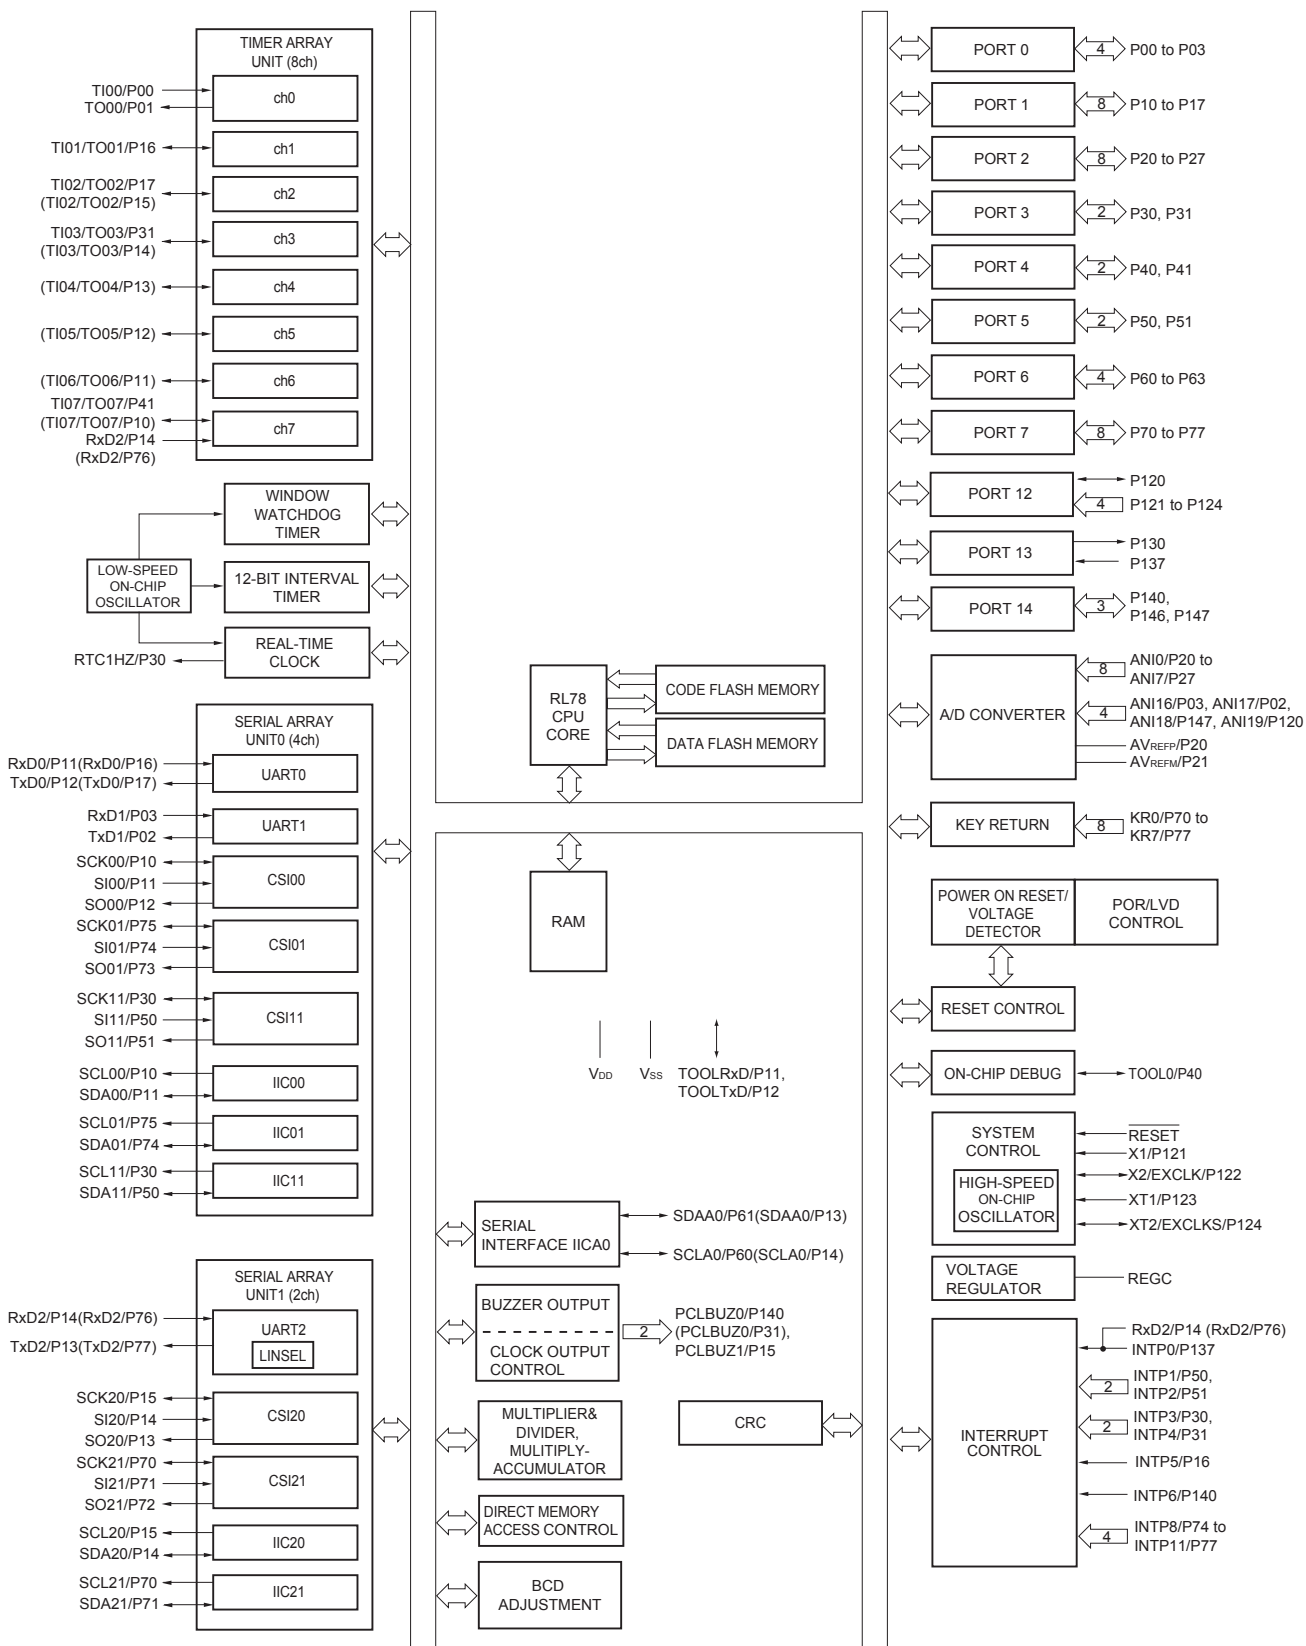 TIMER ARRAY
UNIT (8ch)
TI00/P00
TO00/P01
ch0
TI01/TO01/P16
ch1
TI02/TO02/P17
(TI02/TO02/P15)
ch2
TI03/TO03/P31
(TI03/TO03/P14)
ch3
(TI04/TO04/P13)
ch4
(TI05/TO05/P12)
ch5
(TI06/TO06/P11)
ch6
TI07/TO07/P41
(TI07/TO07/P10)
RxD2/P14
(RxD2/P76)
ch7
WINDOW
WATCHDOG
TIMER
LOW-SPEED
ON-CHIP
OSCILLATOR
12-BIT INTERVAL
TIMER
RTC1HZ/P30
REAL-TIME
CLOCK
SERIAL ARRAY
UNIT0 (4ch)
RxD0/P11(RxD0/P16)
TxD0/P12(TxD0/P17)
UART0
RxD1/P03
TxD1/P02
UART1
SCK00/P10
SI00/P11
SO00/P12
CSI00
SCK01/P75
SI01/P74
SO01/P73
CSI01
SCK11/P30
SI11/P50
SO11/P51
CSI11
SCL00/P10
SDA00/P11
IIC00
SCL01/P75
SDA01/P74
IIC01
SCL11/P30
SDA11/P50
IIC11
SERIAL ARRAY
UNIT1 (2ch)
RxD2/P14(RxD2/P76)
TxD2/P13(TxD2/P77)
UART2
LINSEL
SCK20/P15
SI20/P14
SO20/P13
CSI20
SCK21/P70
SI21/P71
SO21/P72
CSI21
SCL20/P15
SDA20/P14
IIC20
SCL21/P70
SDA21/P71
IIC21
RL78
CPU
CORE
CODE FLASH MEMORY
DATA FLASH MEMORY
RAM
VDD
VSS
TOOLRxD/P11,
TOOLTxD/P12
SERIAL
INTERFACE IICA0
SDAA0/P61(SDAA0/P13)
SCLA0/P60(SCLA0/P14)
BUZZER OUTPUT
CLOCK OUTPUT
CONTROL
2
PCLBUZ0/P140
(PCLBUZ0/P31),
PCLBUZ1/P15
MULTIPLIER&
DIVIDER,
MULITIPLY-
ACCUMULATOR
CRC
DIRECT MEMORY
ACCESS CONTROL
BCD
ADJUSTMENT
PORT 0
4
P00 to P03
PORT 1
8
P10 to P17
PORT 2
8
P20 to P27
PORT 3
2
P30, P31
PORT 4
2
P40, P41
PORT 5
2
P50, P51
PORT 6
4
P60 to P63
PORT 7
8
P70 to P77
PORT 12
P120
4
P121 to P124
PORT 13
P130
P137
PORT 14
3
P140,
P146, P147
A/D CONVERTER
8
ANI0/P20 to
ANI7/P27
4
ANI16/P03, ANI17/P02,
ANI18/P147, ANI19/P120
AVREFP/P20
AVREFM/P21
KEY RETURN
8
KR0/P70 to
KR7/P77
POWER ON RESET/
VOLTAGE
DETECTOR
POR/LVD
CONTROL
RESET CONTROL
ON-CHIP DEBUG
TOOL0/P40
SYSTEM
CONTROL
HIGH-SPEED
ON-CHIP
OSCILLATOR
RESET
X1/P121
X2/EXCLK/P122
XT1/P123
XT2/EXCLKS/P124
VOLTAGE
REGULATOR
REGC
INTERRUPT
CONTROL
RxD2/P14 (RxD2/P76)
INTP0/P137
2
INTP1/P50,
INTP2/P51
2
INTP3/P30,
INTP4/P31
INTP5/P16
INTP6/P140
4
INTP8/P74 to
INTP11/P77